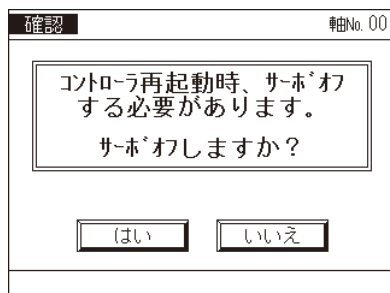 確認 軸No. 00
ｺﾝﾄﾛｰﾗ再起動時、ｻｰﾎﾞｵﾌ
する必要があります。
ｻｰﾎﾞｵﾌしますか？
はい いいえ